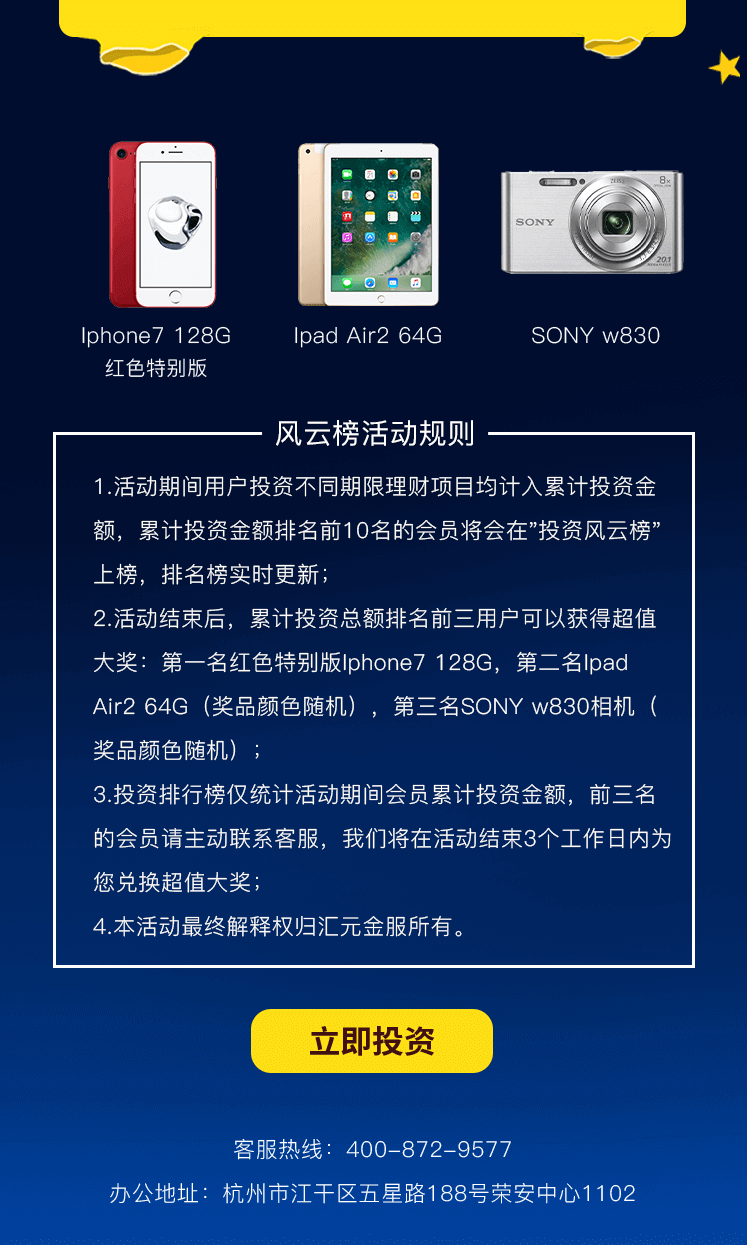 SONY
ZEISS
8x
20.1
Iphone7 128G
Ipad Air2 64G
SONY w830
红色特别版
风云榜活动规则
1.活动期间用户投资不同期限理财项目均计入累计投资金
额，累计投资金额排名前10名的会员将会在”投资风云榜”
上榜，排名榜实时更新；
2.活动结束后，累计投资总额排名前三用户可以获得超值
大奖：第一名红色特别版Iphone7 128G，第二名Ipad
Air2 64G（奖品颜色随机），第三名SONY w830相机（
奖品颜色随机）；
3.投资排行榜仅统计活动期间会员累计投资金额，前三名
的会员请主动联系客服，我们将在活动结束3个工作日内为
您兑换超值大奖；
4.本活动最终解释权归汇元金服所有。
立即投资
客服热线：400-872-9577
办公地址：杭州市江干区五星路188号荣安中心1102